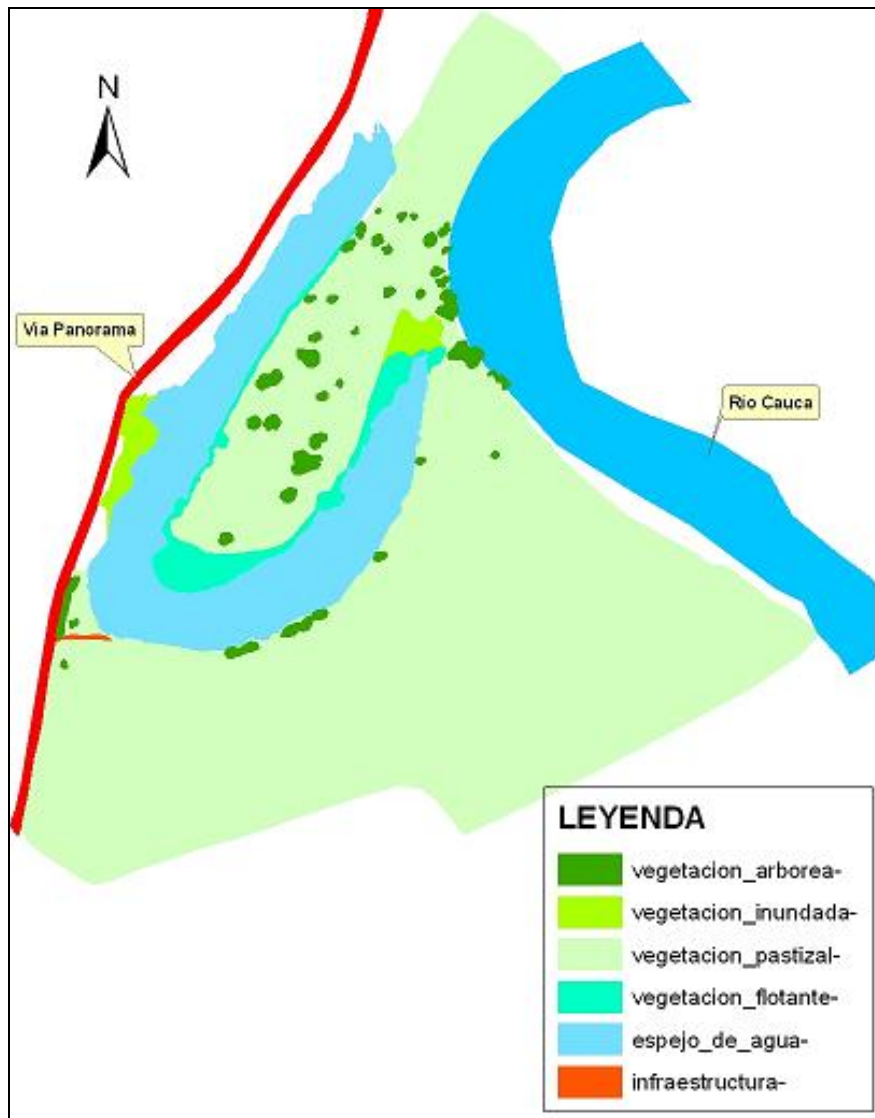 N
Via Panorama
Rio Cauca
LEYENDA
vegetacion_arborea-
vegetacion_inundada-
vegetacion_pastizal-
vegetacion_flotante-
espejo_de_agua-
infraestructura-